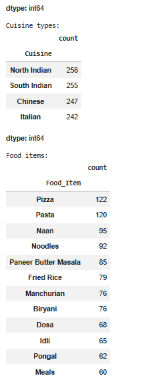 dtype: int64
Cuisine types:
count
Cuisine
North Indian 256
South Indian 255
Chinese 247
Italian 242
dtype: int64
Food items:
count
Food_Item
Pizza 122
Pasta 120
Naan 95
Noodles 92
Paneer Butter Masala 85
Fried Rice 79
Manchurian 76
Biryani 76
Dosa 68
Idli 65
Pongal 62
Meals 60